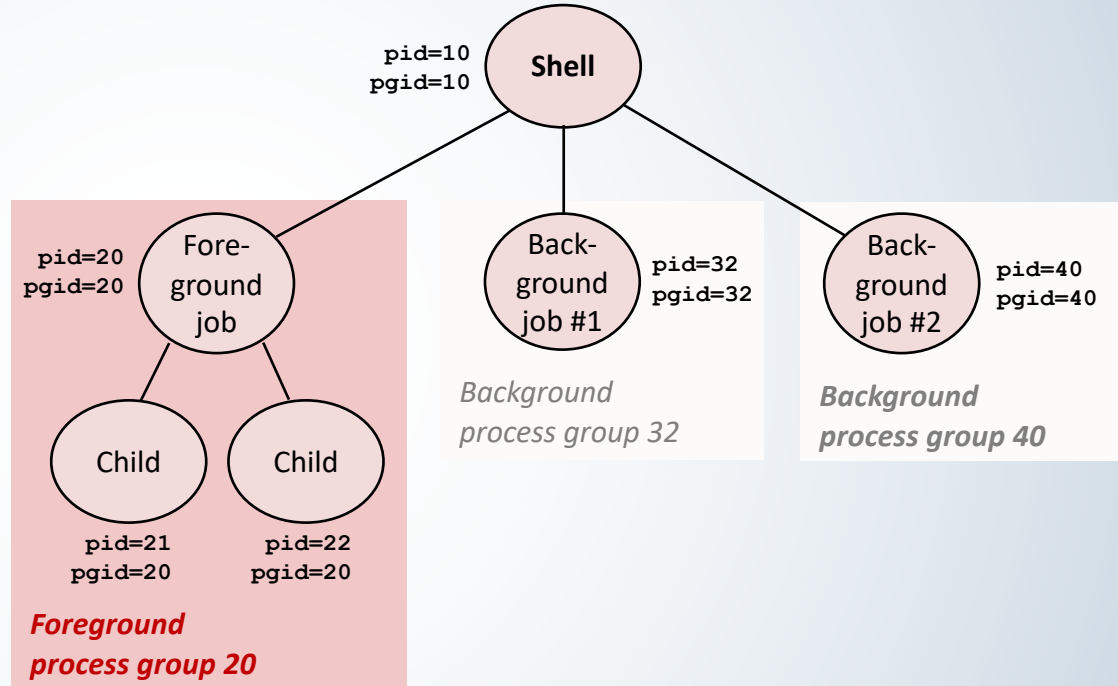 pid=10
pgid=10
Shell
pid=20
pgid=20
Fore-
ground
job
Back-
ground
job #1
pid=32
pgid=32
Back-
ground
job #2
pid=40
pgid=40
Background
process group 32
Background
process group 40
Child
Child
pid=21
pgid=20
pid=22
pgid=20
Foreground
process group 20